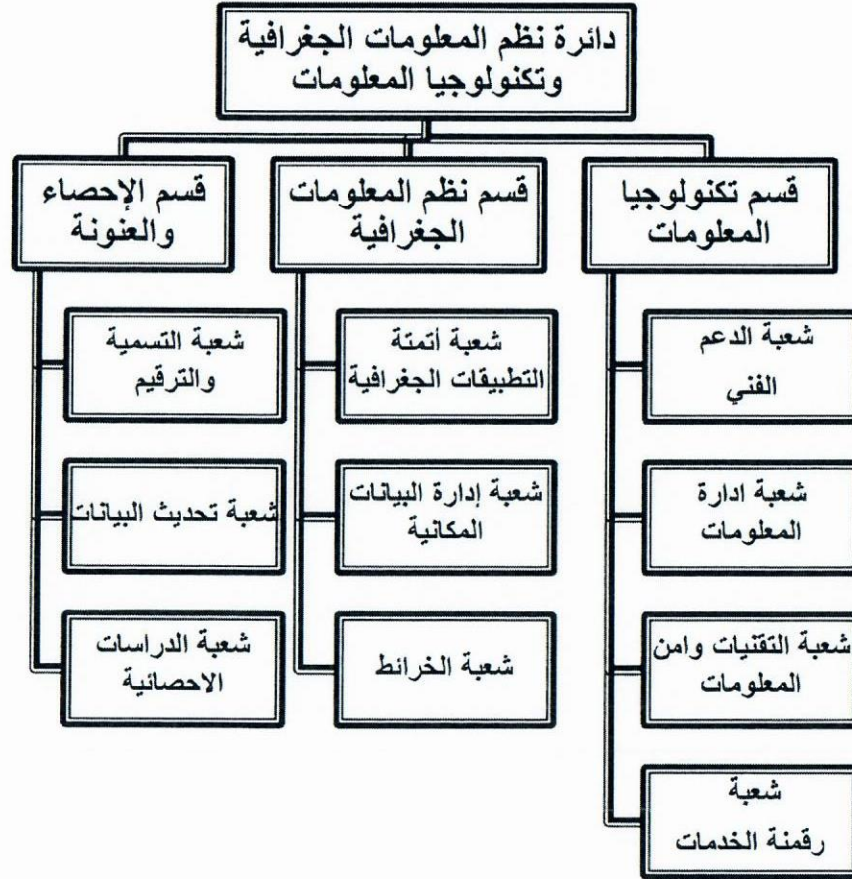 دائرة نظم المعلومات الجغرافية
وتكنولوجيا المعلومات
قسم تكنولوجيا
المعلومات
شعبة الدعم
الفني
شعبة ادارة
المعلومات
شعبة التقنيات وامن
المعلومات
شعبة
رقمنة الخدمات
قسم نظم المعلومات
الجغرافية
شعبة أتمتة
التطبيقات الجغرافية
شعبة إدارة البيانات
المكانية
شعبة الخرائط
قسم الإحصاء
والعنونة
شعبة التسمية
والترقيم
شعبة تحديث البيانات
شعبة الدراسات
الاحصائية